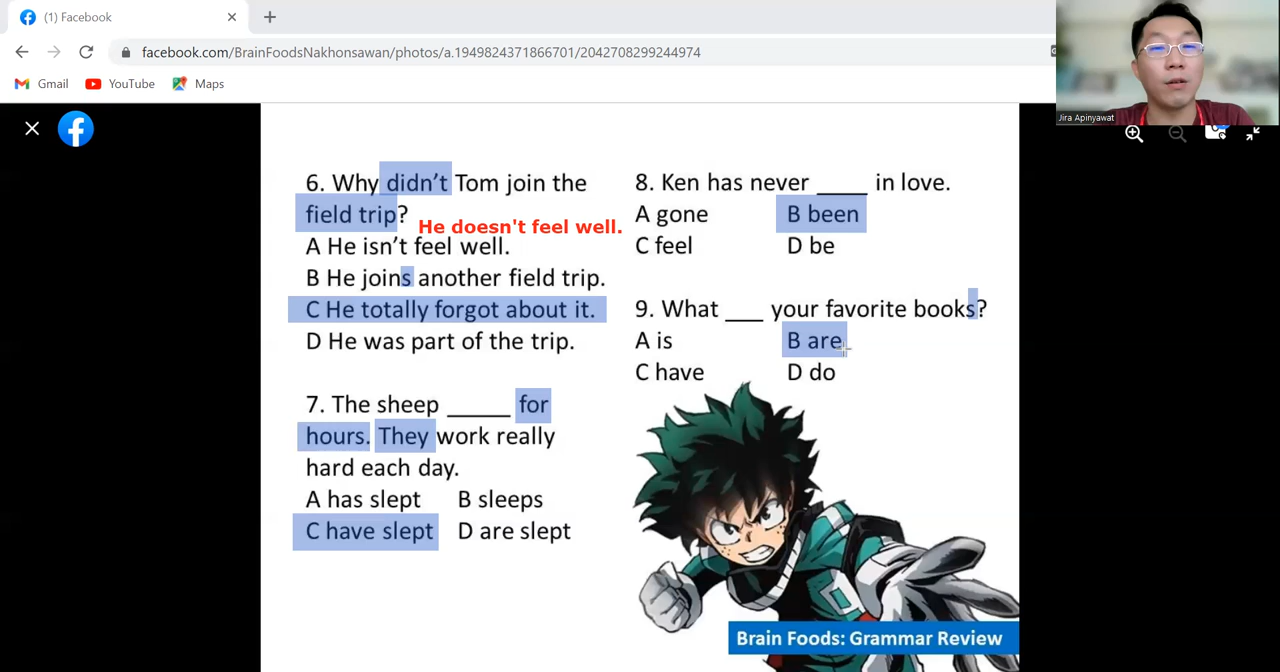 (1) Facebook
facebook.com/BrainFoodsNakhonsawan/photos/a.1949824371866701/2042708299244974
Gmail YouTube Maps
Jira Apinyawat
6. Why didn't Tom join the
field trip?
He doesn't feel well.
A He isn't feel well.
B He joins another field trip.
C He totally forgot about it.
D He was part of the trip.
7. The sheep _____ for
hours. They work really
hard each day.
A has slept B sleeps
C have slept D are slept
8. Ken has never ____ in love.
A gone B been
C feel D be
9. What ___ your favorite books?
A is B are
C have D do
Brain Foods: Grammar Review